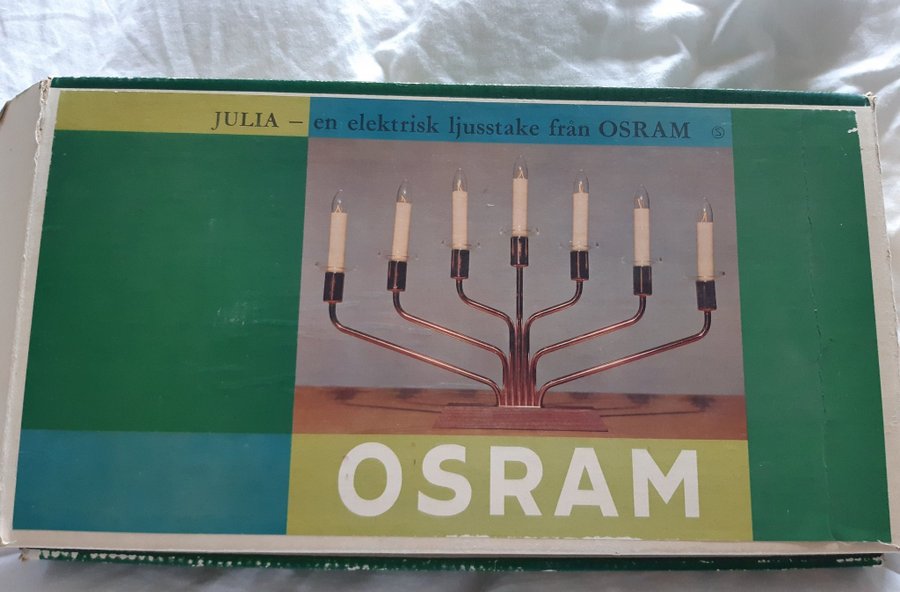 JULIA – en elektrisk ljusstake från OSRAM Ⓢ
OSRAM